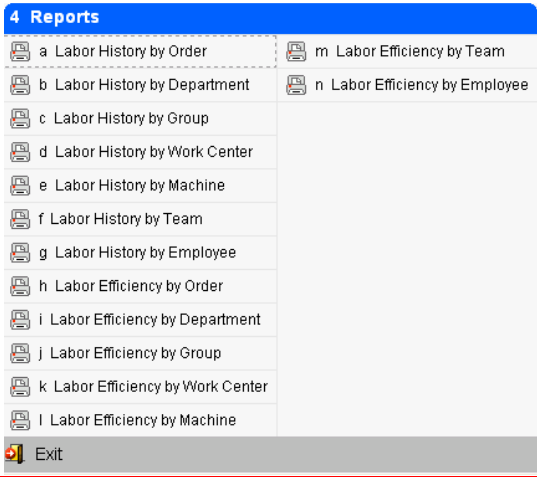 4 Reports
a Labor History by Order
b Labor History by Department
c Labor History by Group
d Labor History by Work Center
e Labor History by Machine
f Labor History by Team
g Labor History by Employee
h Labor Efficiency by Order
i Labor Efficiency by Department
j Labor Efficiency by Group
k Labor Efficiency by Work Center
l Labor Efficiency by Machine
m Labor Efficiency by Team
n Labor Efficiency by Employee
Exit